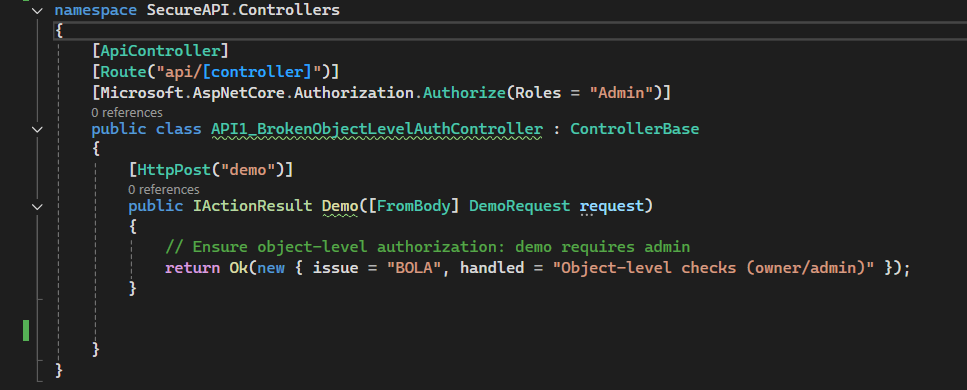 namespace SecureAPI.Controllers
{
[ApiController]
[Route("api/[controller]")]
[Microsoft.AspNetCore.Authorization.Authorize(Roles = "Admin")]
0 references
public class API1_BrokenObjectLevelAuthController : ControllerBase
{
[HttpPost("demo")]
0 references
public IActionResult Demo([FromBody] DemoRequest request)
{
// Ensure object-level authorization: demo requires admin
return Ok(new { issue = "BOLA", handled = "Object-level checks (owner/admin)" });
}
}
}